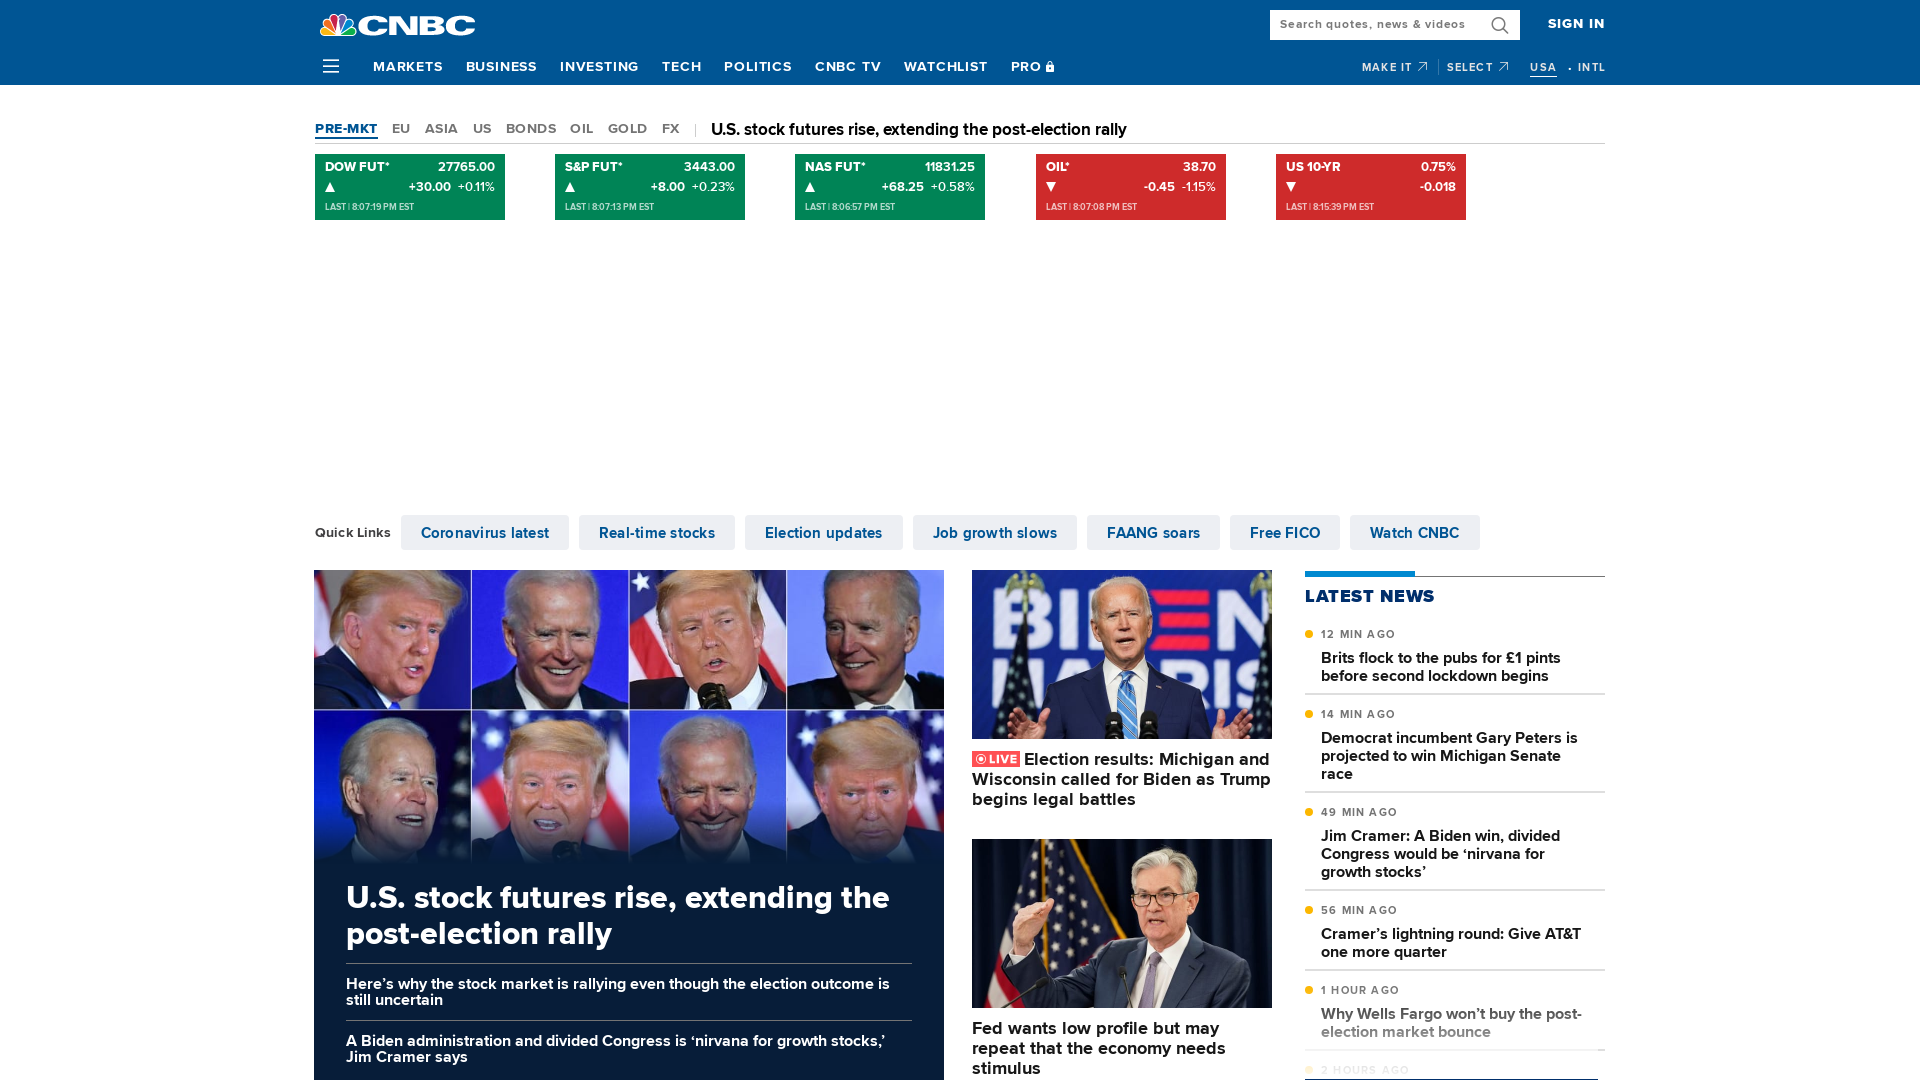 CNBC
Search quotes, news & videos
SIGN IN
MARKETS BUSINESS INVESTING TECH POLITICS CNBC TV WATCHLIST PRO
MAKE IT SELECT USA • INTL
PRE-MKT EU ASIA US BONDS OIL GOLD FX
U.S. stock futures rise, extending the post-election rally
DOW FUT* 27765.00
+30.00 +0.11%
LAST | 8:07:19 PM EST
S&P FUT* 3443.00
+8.00 +0.23%
LAST | 8:07:13 PM EST
NAS FUT* 11831.25
+68.25 +0.58%
LAST | 8:06:57 PM EST
OIL* 38.70
-0.45 -1.15%
LAST | 8:07:08 PM EST
US 10-YR 0.75%
-0.018
LAST | 8:15:39 PM EST
Quick Links
Coronavirus latest
Real-time stocks
Election updates
Job growth slows
FAANG soars
Free FICO
Watch CNBC
U.S. stock futures rise, extending the
post-election rally
Here’s why the stock market is rallying even though the election outcome is
still uncertain
A Biden administration and divided Congress is ‘nirvana for growth stocks,’
Jim Cramer says
LIVE Election results: Michigan and
Wisconsin called for Biden as Trump
begins legal battles
Fed wants low profile but may
repeat that the economy needs
stimulus
LATEST NEWS
12 MIN AGO
Brits flock to the pubs for £1 pints
before second lockdown begins
14 MIN AGO
Democrat incumbent Gary Peters is
projected to win Michigan Senate
race
49 MIN AGO
Jim Cramer: A Biden win, divided
Congress would be ‘nirvana for
growth stocks’
56 MIN AGO
Cramer’s lightning round: Give AT&T
one more quarter
1 HOUR AGO
Why Wells Fargo won’t buy the post-
election market bounce
2 HOURS AGO